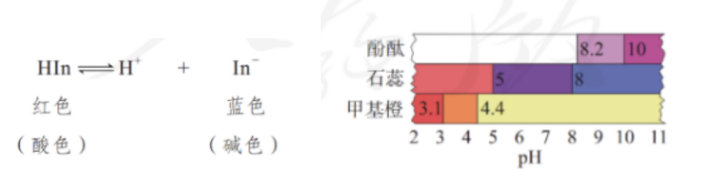 HIn ⇌ H⁺ + In⁻
红色 蓝色
(酸色) (碱色)
酚酞 8.2 10
石蕊 5 8
甲基橙 3.1 4.4
2 3 4 5 6 7 8 9 10 11
pH